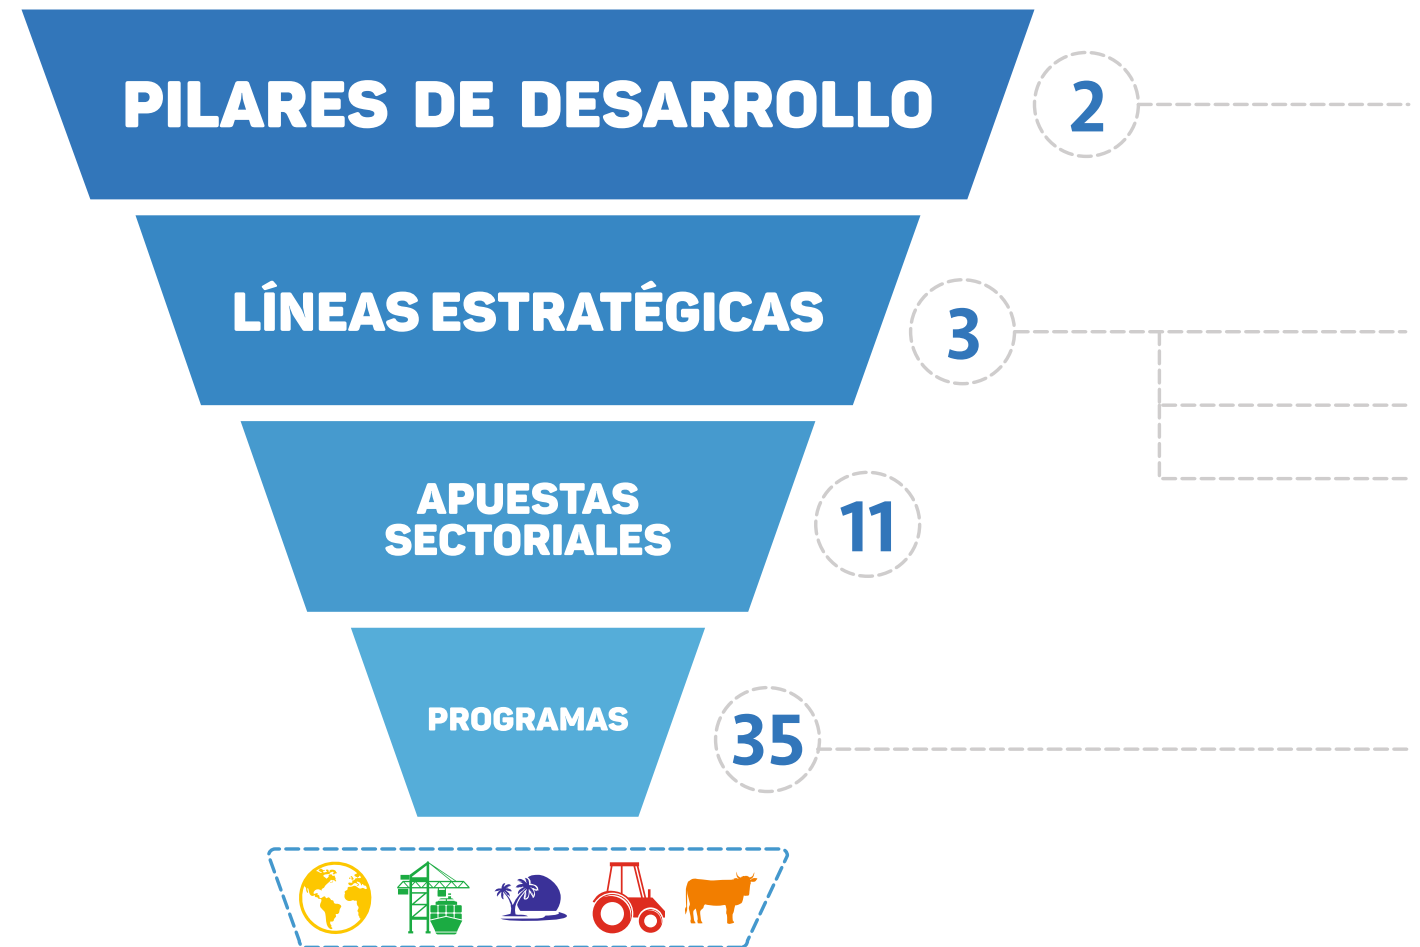 PILARES DE DESARROLLO
2
LÍNEAS ESTRATÉGICAS
3
APUESTAS
SECTORIALES
11
PROGRAMAS
35